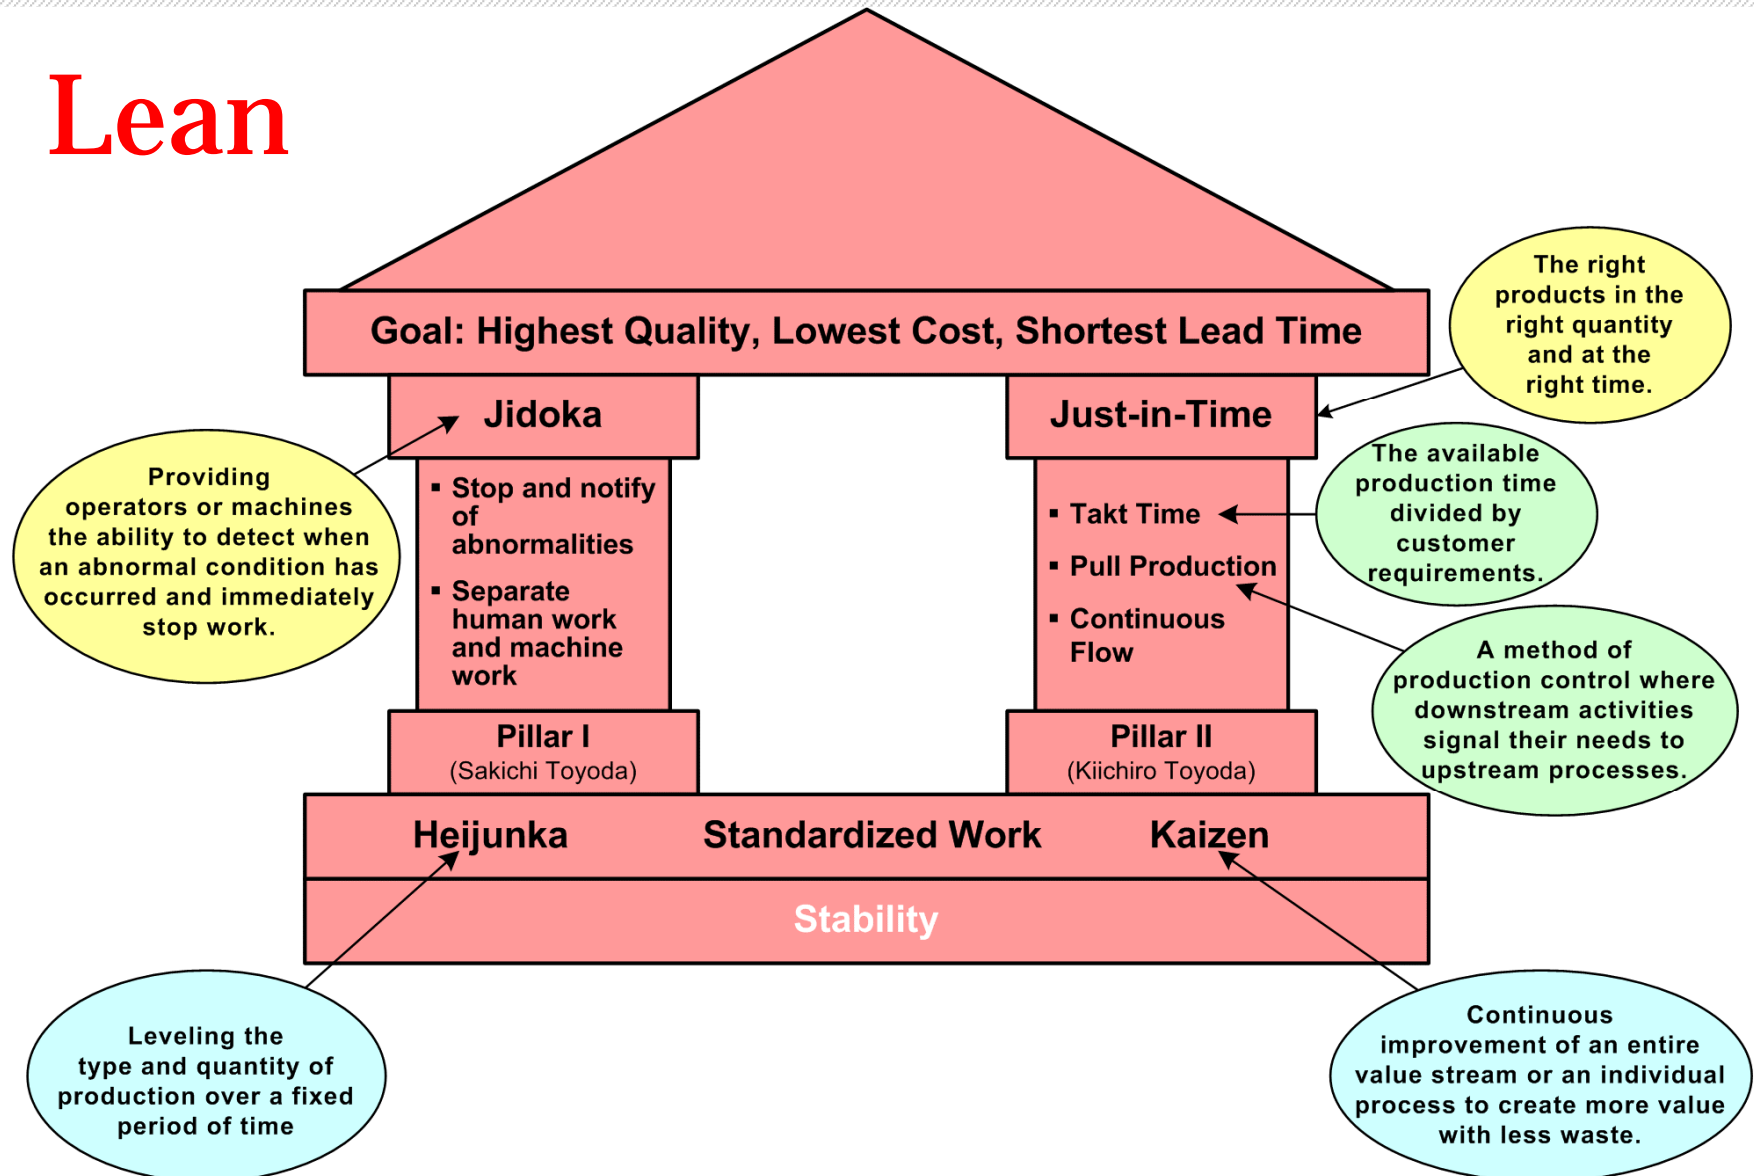 Lean
Goal: Highest Quality, Lowest Cost, Shortest Lead Time
The right
products in the
right quantity
and at the
right time.
Jidoka
Just-in-Time
Providing
operators or machines
the ability to detect when
an abnormal condition has
occurred and immediately
stop work.
▪ Stop and notify
of
abnormalities
▪ Separate
human work
and machine
work
▪ Takt Time
▪ Pull Production
▪ Continuous
Flow
The available
production time
divided by
customer
requirements.
A method of
production control where
downstream activities
signal their needs to
upstream processes.
Pillar I
(Sakichi Toyoda)
Pillar II
(Kiichiro Toyoda)
Heijunka Standardized Work Kaizen
Stability
Leveling the
type and quantity of
production over a fixed
period of time
Continuous
improvement of an entire
value stream or an individual
process to create more value
with less waste.